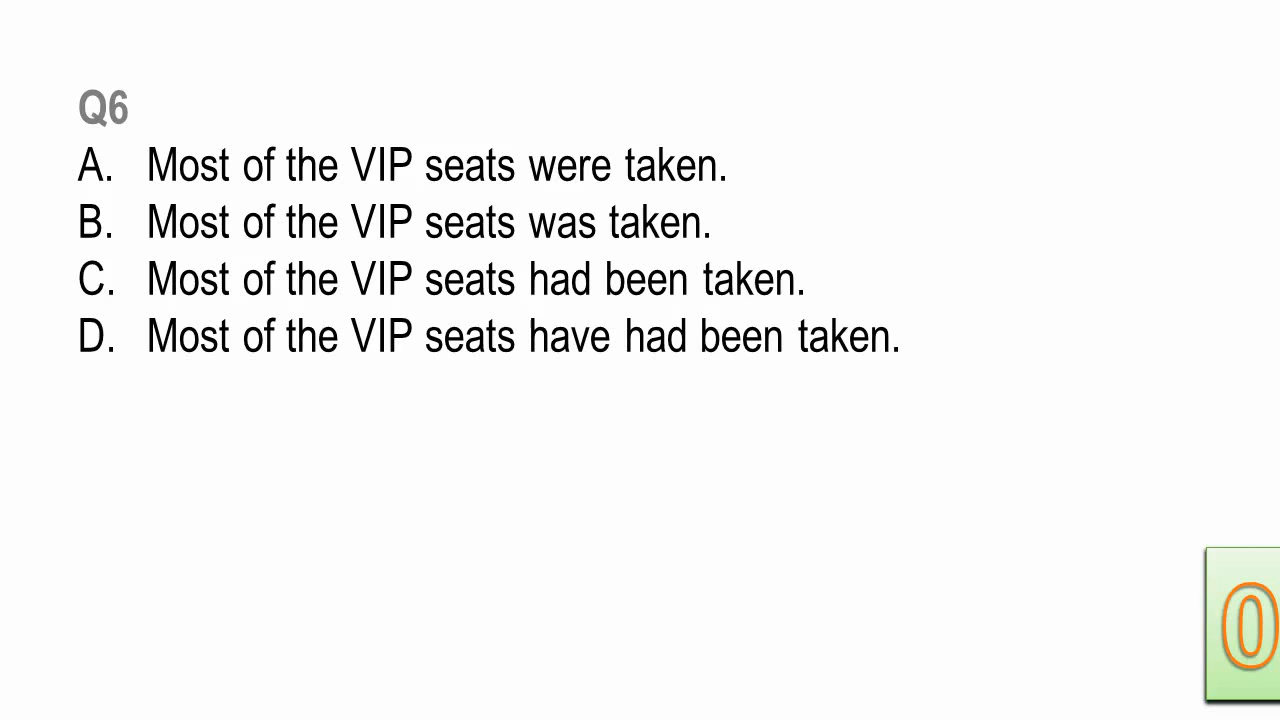 Q6
A. Most of the VIP seats were taken.
B. Most of the VIP seats was taken.
C. Most of the VIP seats had been taken.
D. Most of the VIP seats have had been taken.
0